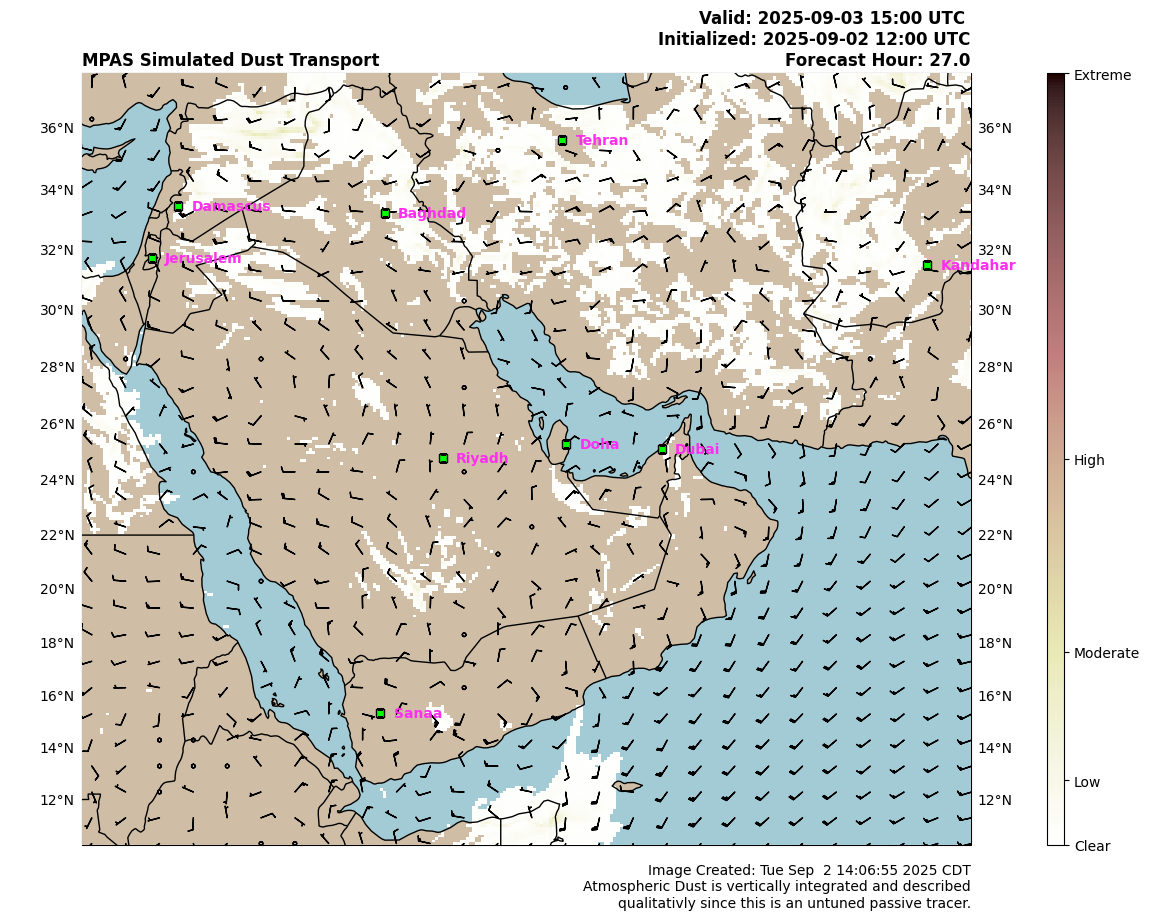 Valid: 2025-09-03 15:00 UTC
Initialized: 2025-09-02 12:00 UTC
MPAS Simulated Dust Transport
Forecast Hour: 27.0
Extreme
36°N
36°N
Tehran
34°N
34°N
Damascus
Baghdad
32°N
32°N
Jerusalem
Kandahar
30°N
30°N
28°N
28°N
26°N
26°N
Doha
Dubai
Riyadh
High
24°N
24°N
22°N
22°N
20°N
20°N
18°N
18°N
Moderate
16°N
16°N
Sanaa
14°N
14°N
Low
12°N
12°N
Clear
Image Created: Tue Sep  2 14:06:55 2025 CDT
Atmospheric Dust is vertically integrated and described
qualitativly since this is an untuned passive tracer.